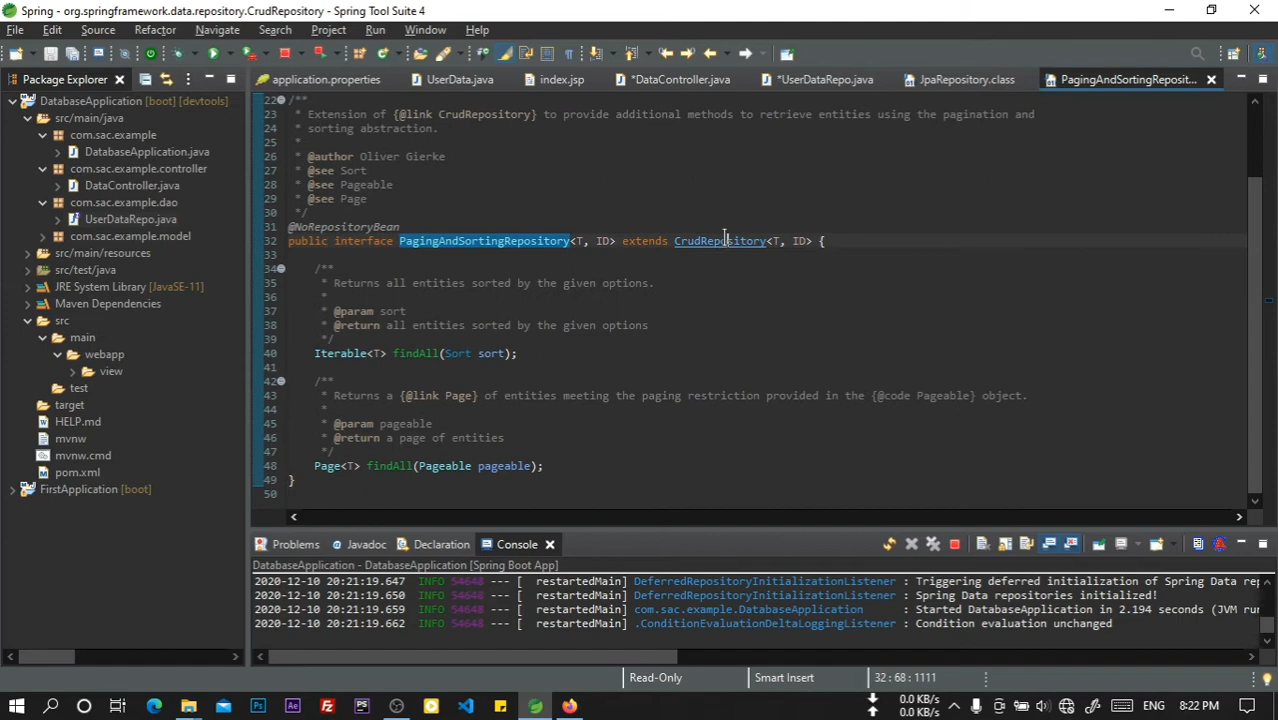 Spring - org.springframework.data.repository.CrudRepository - Spring Tool Suite 4
File Edit Source Refactor Navigate Search Project Run Window Help
Package Explorer
application.properties UserData.java index.jsp *DataController.java *UserDataRepo.java JpaRepository.class PagingAndSortingReposit...
DatabaseApplication [boot] [devtools]
src/main/java
com.sac.example
DatabaseApplication.java
com.sac.example.controller
DataController.java
com.sac.example.dao
UserDataRepo.java
com.sac.example.model
src/main/resources
src/test/java
JRE System Library [JavaSE-11]
Maven Dependencies
src
main
webapp
view
test
target
HELP.md
mvnw
mvnw.cmd
pom.xml
FirstApplication [boot]
22 /**
23 * Extension of {@link CrudRepository} to provide additional methods to retrieve entities using the pagination and
24 * sorting abstraction.
25 *
26 * @author Oliver Gierke
27 * @see Sort
28 * @see Pageable
29 * @see Page
30 */
31 @NoRepositoryBean
32 public interface PagingAndSortingRepository<T, ID> extends CrudRepository<T, ID> {
33
34 /**
35 * Returns all entities sorted by the given options.
36 *
37 * @param sort
38 * @return all entities sorted by the given options
39 */
40 Iterable<T> findAll(Sort sort);
41
42 /**
43 * Returns a {@link Page} of entities meeting the paging restriction provided in the {@code Pageable} object.
44 *
45 * @param pageable
46 * @return a page of entities
47 */
48 Page<T> findAll(Pageable pageable);
49 }
50
Problems Javadoc Declaration Console
DatabaseApplication - DatabaseApplication [Spring Boot App]
2020-12-10 20:21:19.647 INFO 54648 --- [ restartedMain] DeferredRepositoryInitializationListener : Triggering deferred initialization of Spring Data rep
2020-12-10 20:21:19.650 INFO 54648 --- [ restartedMain] DeferredRepositoryInitializationListener : Spring Data repositories initialized!
2020-12-10 20:21:19.659 INFO 54648 --- [ restartedMain] com.sac.example.DatabaseApplication : Started DatabaseApplication in 2.194 seconds (JVM run
2020-12-10 20:21:19.662 INFO 54648 --- [ restartedMain] .ConditionEvaluationDeltaLoggingListener : Condition evaluation unchanged
Read-Only Smart Insert 32 : 68 : 1111
0.0 KB/s
0.0 KB/s
ENG 8:22 PM